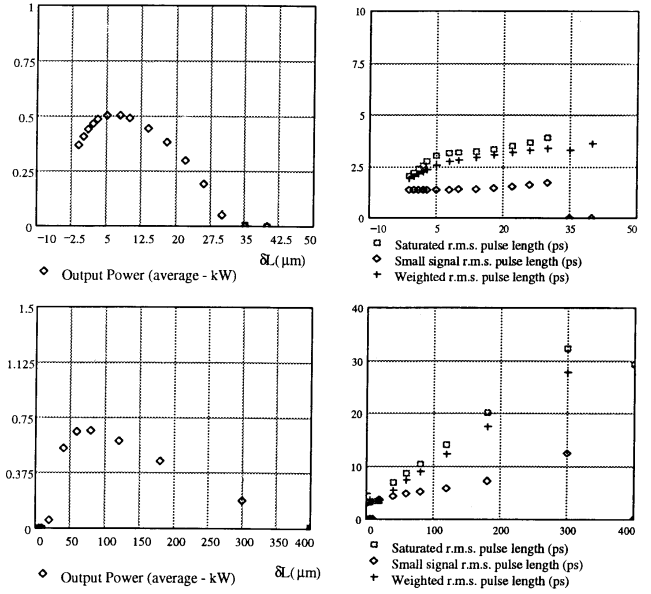 1
0.75
0.5
0.25
0
−10 −2.5 5 12.5 20 27.5 35 42.5 50
δL(μm)
Output Power (average - kW)
10
7.5
5
2.5
0
−10 5 20 35 50
Saturated r.m.s. pulse length (ps)
Small signal r.m.s. pulse length (ps)
Weighted r.m.s. pulse length (ps)
1.5
1.125
0.75
0.375
0
0 50 100 150 200 250 300 350 400
δL(μm)
Output Power (average - kW)
40
30
20
10
0
0 100 200 300 400
Saturated r.m.s. pulse length (ps)
Small signal r.m.s. pulse length (ps)
Weighted r.m.s. pulse length (ps)